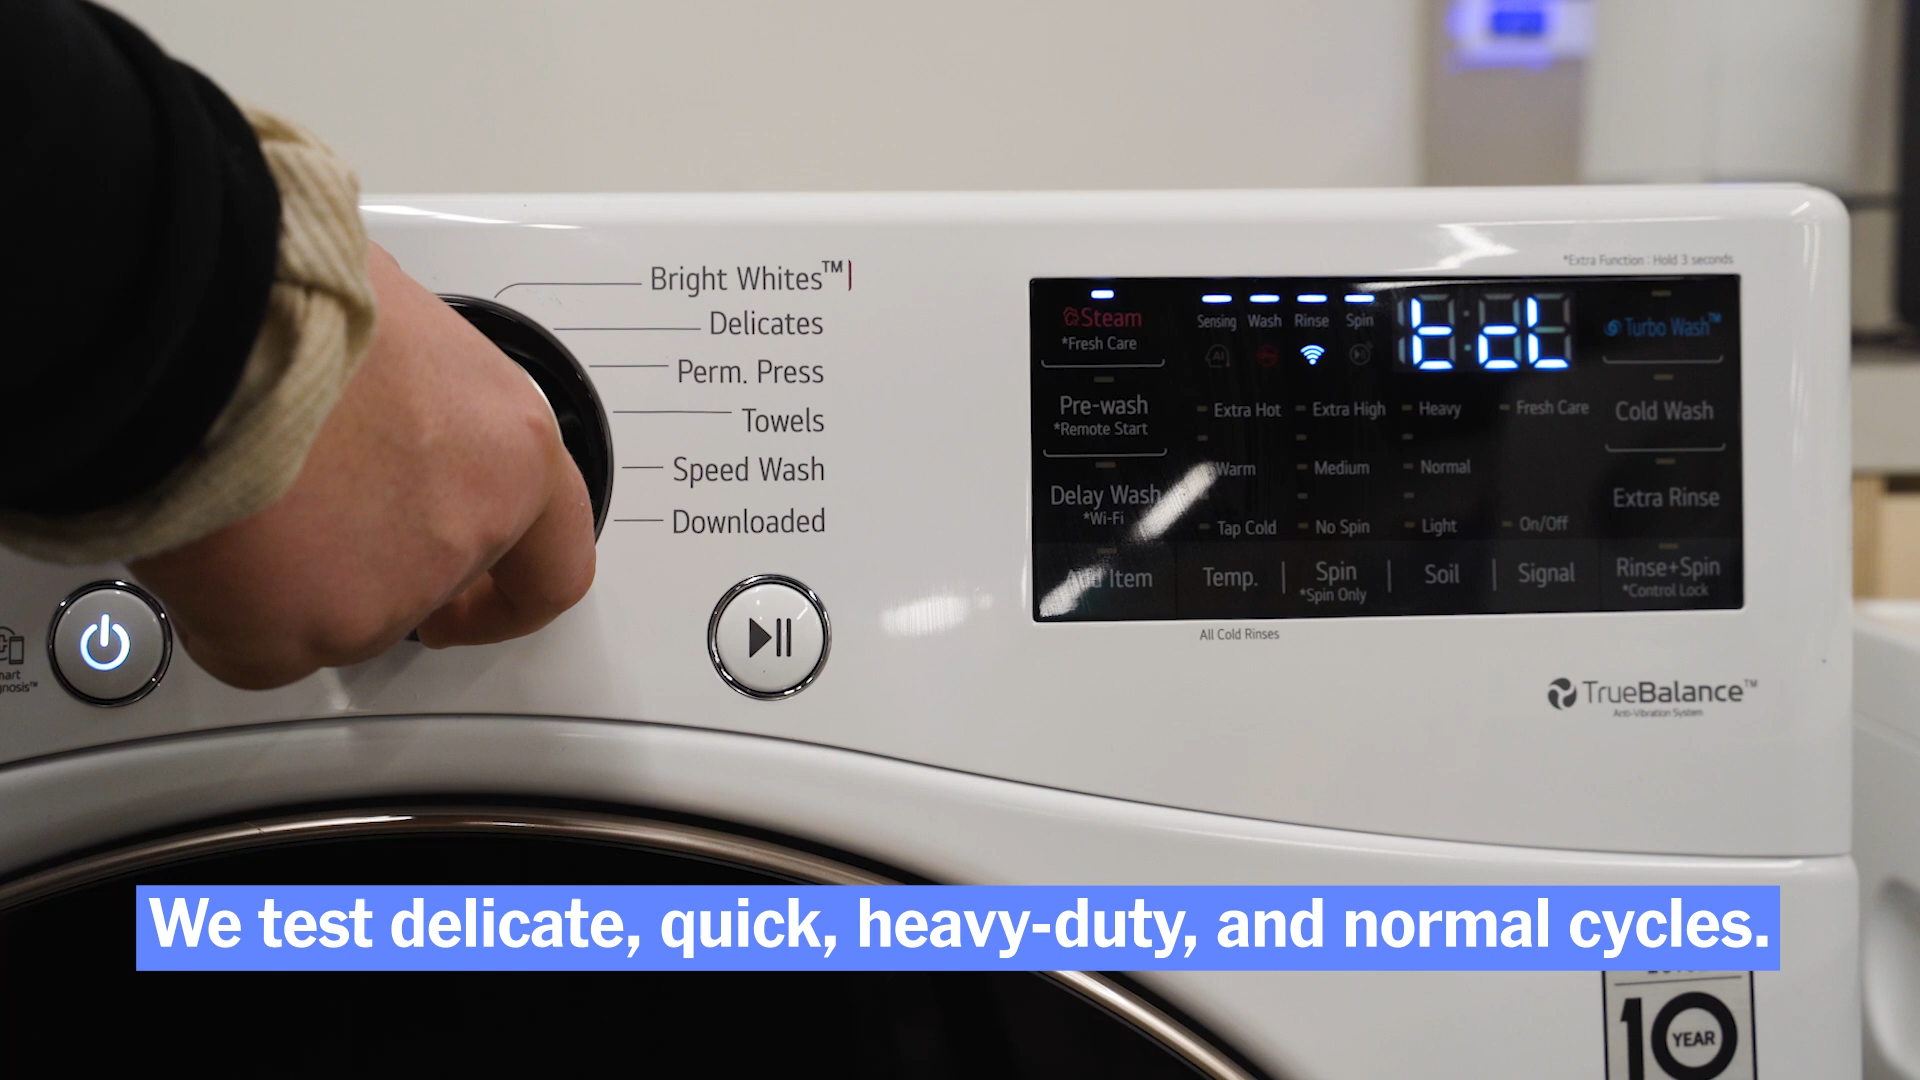 Bright Whites™
Delicates
Perm. Press
Towels
Speed Wash
Downloaded
*Extra Function : Hold 3 seconds
Steam
*Fresh Care
Sensing Wash Rinse Spin
AI
tcL
Turbo Wash™
Pre-wash
*Remote Start
Extra Hot Extra High Heavy Fresh Care
Cold Wash
Warm Medium Normal
Delay Wash
*Wi-Fi
Extra Rinse
Tap Cold No Spin Light On/Off
Add Item
Temp. Spin Soil Signal
*Spin Only
Rinse+Spin
*Control Lock
All Cold Rinses
TrueBalance™
Anti-Vibration System
We test delicate, quick, heavy-duty, and normal cycles.
10
YEAR